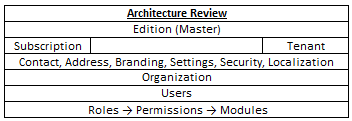 Architecture Review
Edition (Master)
Subscription Tenant
Contact, Address, Branding, Settings, Security, Localization
Organization
Users
Roles → Permissions → Modules